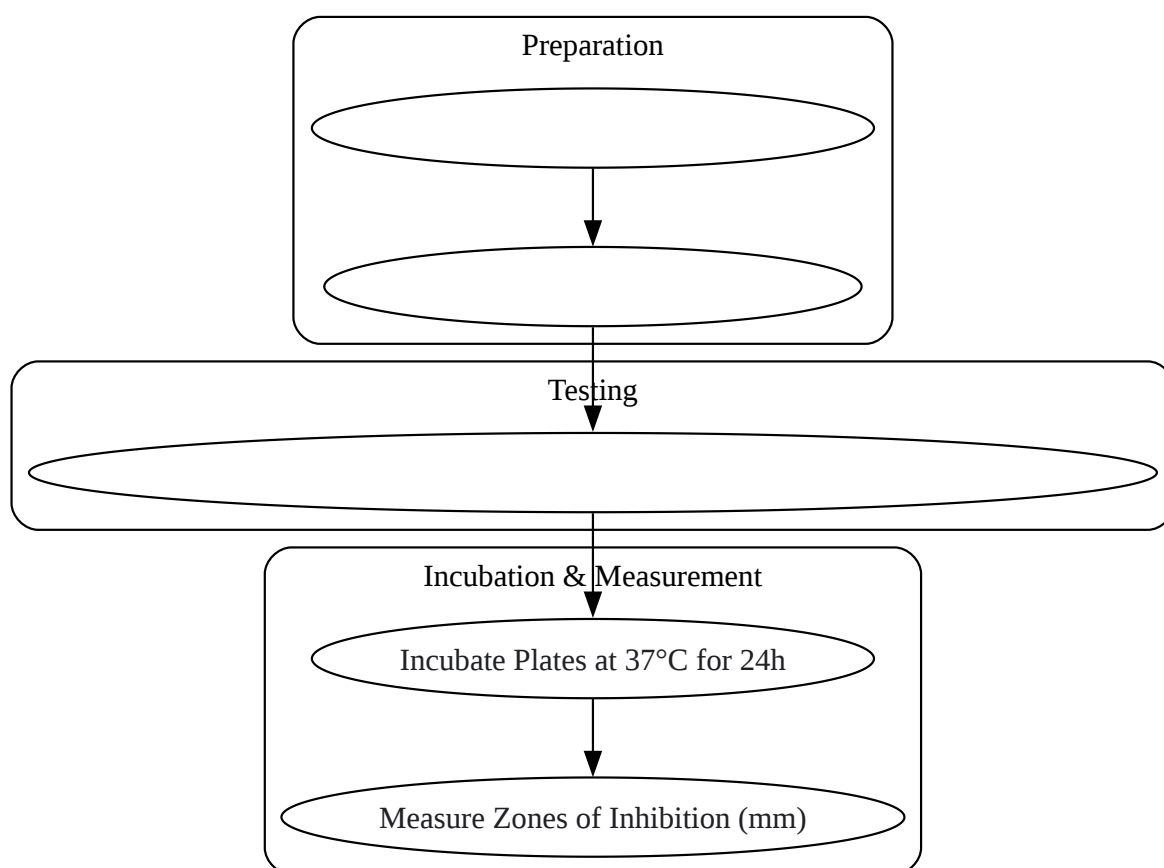 Preparation
Testing
Incubation & Measurement
Incubate Plates at 37°C for 24h
Measure Zones of Inhibition (mm)